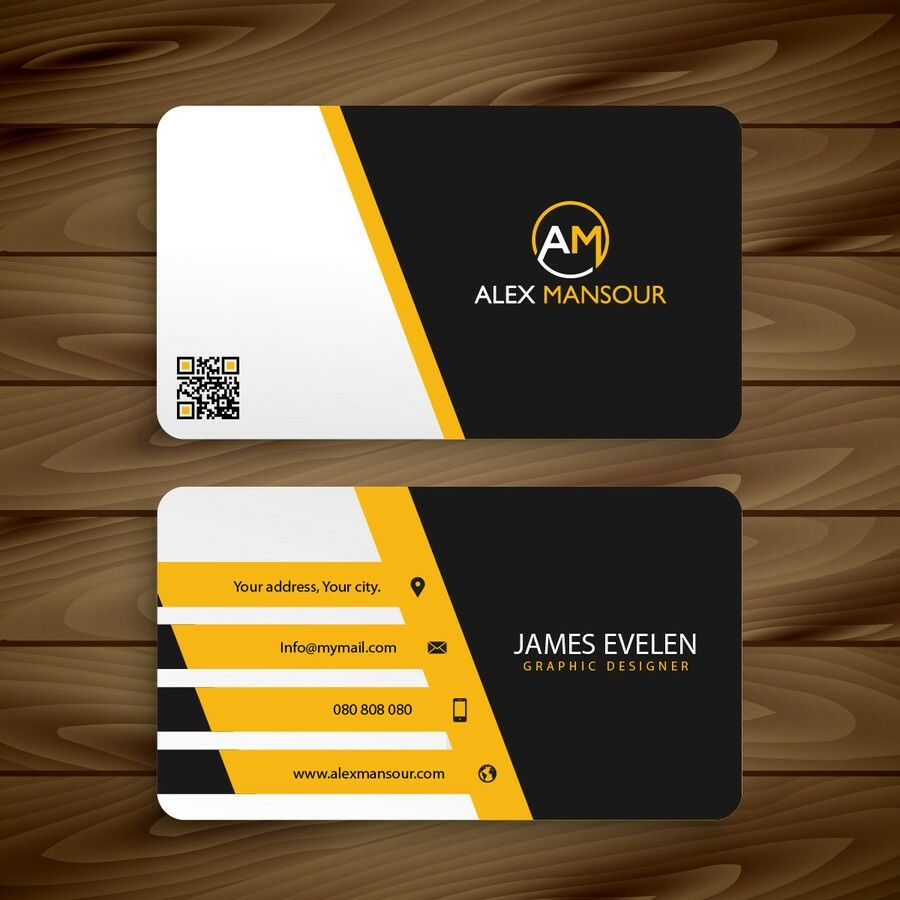 AM
ALEX MANSOUR
Your address, Your city.
Info@mymail.com
080 808 080
www.alexmansour.com
JAMES EVELEN
GRAPHIC DESIGNER